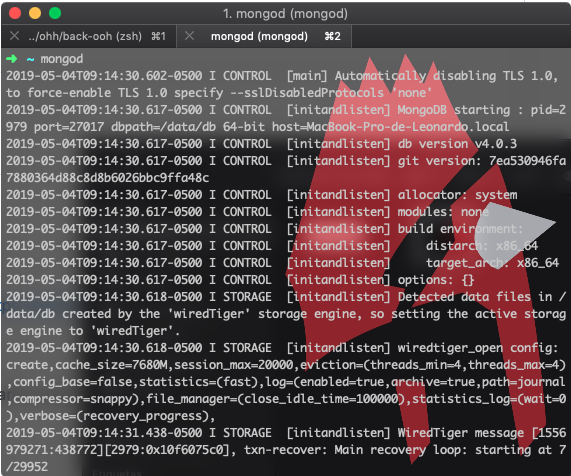 1. mongod (mongod)
../ohh/back-ooh (zsh) ⌘1
mongod (mongod) ⌘2
➜ ~ mongod
2019-05-04T09:14:30.602-0500 I CONTROL [main] Automatically disabling TLS 1.0,
to force-enable TLS 1.0 specify --sslDisabledProtocols 'none'
2019-05-04T09:14:30.617-0500 I CONTROL [initandlisten] MongoDB starting : pid=2
979 port=27017 dbpath=/data/db 64-bit host=MacBook-Pro-de-Leonardo.local
2019-05-04T09:14:30.617-0500 I CONTROL [initandlisten] db version v4.0.3
2019-05-04T09:14:30.617-0500 I CONTROL [initandlisten] git version: 7ea530946fa
7880364d88c8d8b6026bbc9ffa48c
2019-05-04T09:14:30.617-0500 I CONTROL [initandlisten] allocator: system
2019-05-04T09:14:30.617-0500 I CONTROL [initandlisten] modules: none
2019-05-04T09:14:30.617-0500 I CONTROL [initandlisten] build environment:
2019-05-04T09:14:30.617-0500 I CONTROL [initandlisten] distarch: x86_64
2019-05-04T09:14:30.617-0500 I CONTROL [initandlisten] target_arch: x86_64
2019-05-04T09:14:30.617-0500 I CONTROL [initandlisten] options: {}
2019-05-04T09:14:30.618-0500 I STORAGE [initandlisten] Detected data files in /
data/db created by the 'wiredTiger' storage engine, so setting the active storag
e engine to 'wiredTiger'.
2019-05-04T09:14:30.618-0500 I STORAGE [initandlisten] wiredtiger_open config:
create,cache_size=7680M,session_max=20000,eviction=(threads_min=4,threads_max=4)
,config_base=false,statistics=(fast),log=(enabled=true,archive=true,path=journal
,compressor=snappy),file_manager=(close_idle_time=100000),statistics_log=(wait=0
),verbose=(recovery_progress),
2019-05-04T09:14:31.438-0500 I STORAGE [initandlisten] WiredTiger message [1556
979271:438772][2979:0x10f6075c0], txn-recover: Main recovery loop: starting at 7
/29952